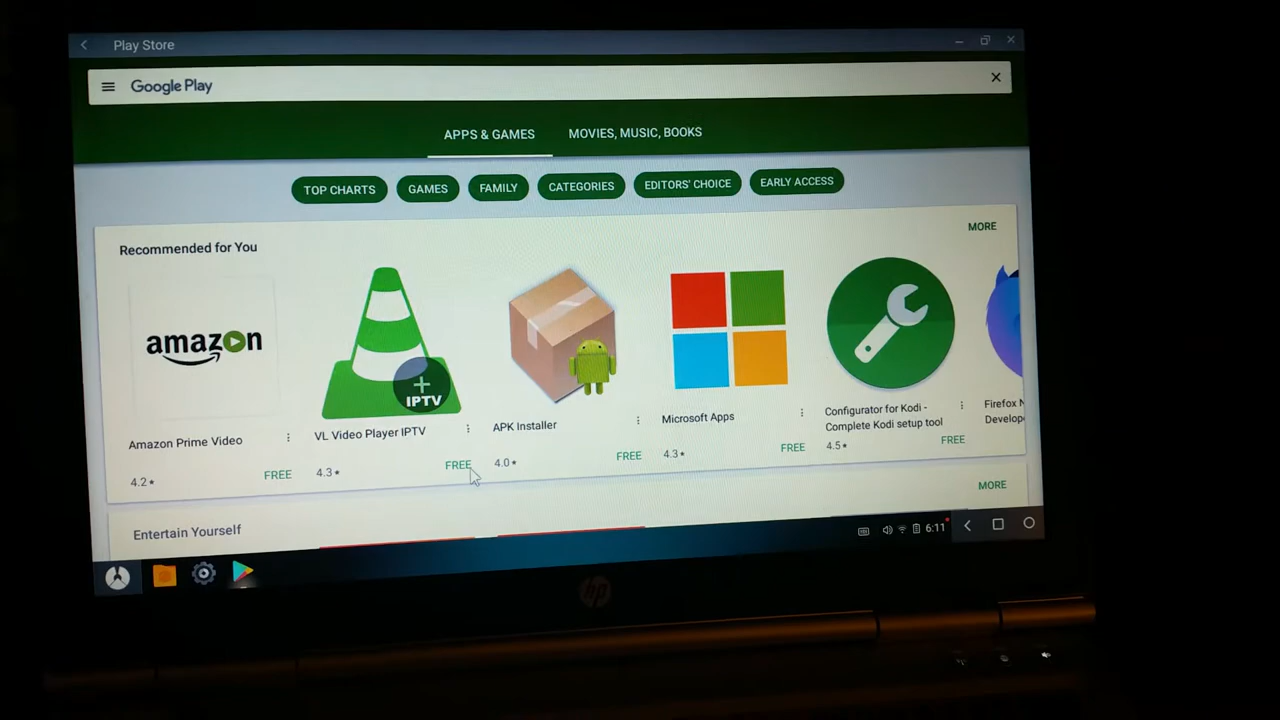 Play Store
Google Play
APPS & GAMES
MOVIES, MUSIC, BOOKS
TOP CHARTS
GAMES
FAMILY
CATEGORIES
EDITORS' CHOICE
EARLY ACCESS
Recommended for You
MORE
amazon
Amazon Prime Video
4.2★
FREE
+
IPTV
VL Video Player IPTV
4.3★
FREE
APK Installer
4.0★
FREE
Microsoft Apps
4.3★
FREE
Configurator for Kodi -
Complete Kodi setup tool
4.5★
FREE
Firefox
Develop
Entertain Yourself
MORE
6:11
hp